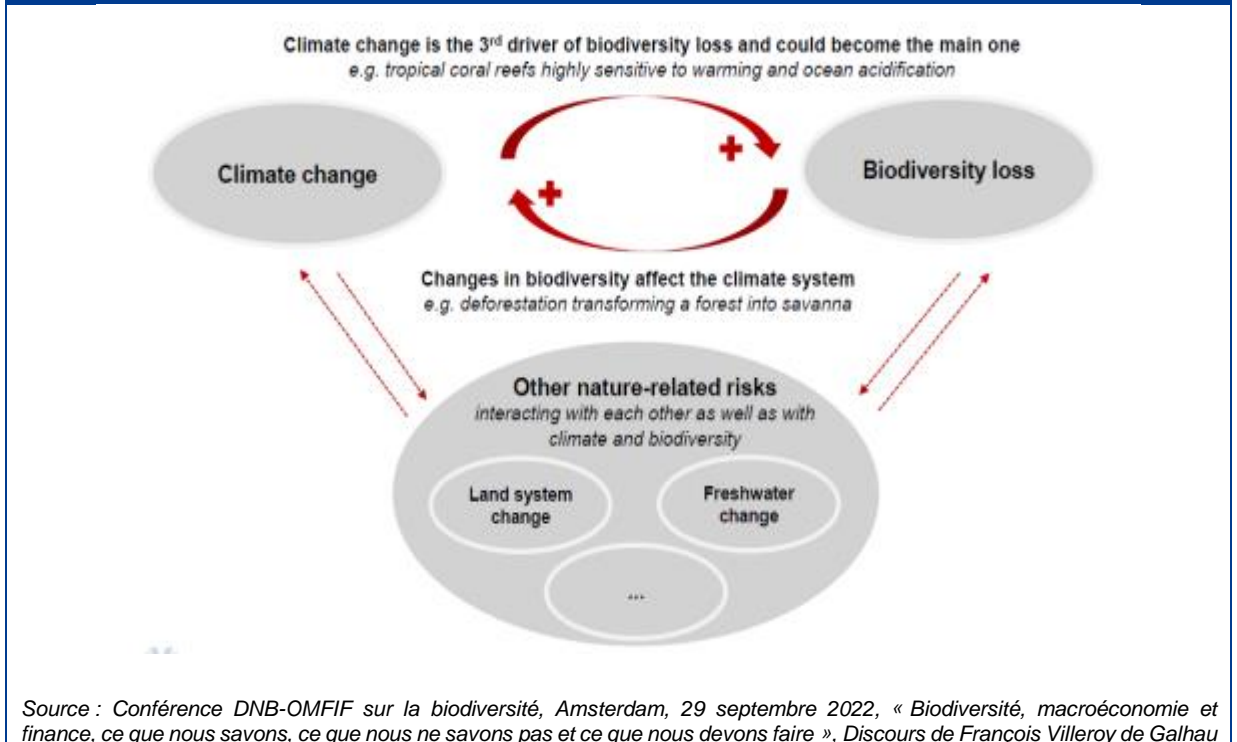 Climate change is the 3rd driver of biodiversity loss and could become the main one
e.g. tropical coral reefs highly sensitive to warming and ocean acidification
Climate change
Biodiversity loss
Changes in biodiversity affect the climate system
e.g. deforestation transforming a forest into savanna
Other nature-related risks
interacting with each other as well as with
climate and biodiversity
Land system
change
Freshwater
change
...
Source : Conférence DNB-OMFIF sur la biodiversité, Amsterdam, 29 septembre 2022, « Biodiversité, macroéconomie et
finance, ce que nous savons, ce que nous ne savons pas et ce que nous devons faire », Discours de François Villeroy de Galhau